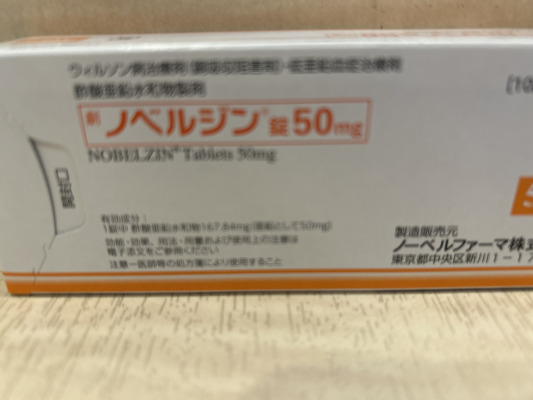 ウィルソン病治療剤(銅吸収阻害剤)・低亜鉛血症治療剤
酢酸亜鉛水和物製剤
劇 ノベルジン®錠50mg
NOBELZIN® Tablets 50mg
開封口
有効成分:
1錠中 酢酸亜鉛水和物167.84mg(亜鉛として50mg)
効能・効果、用法・用量および使用上の注意は
電子添文をご参照ください
注意-医師等の処方箋により使用すること
[10
5
製造販売元
ノーベルファーマ株式
東京都中央区新川1-17